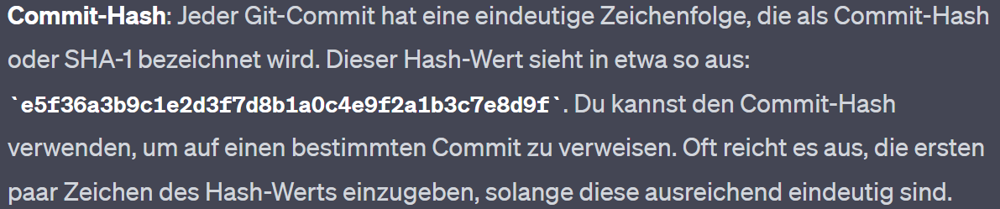 Commit-Hash: Jeder Git-Commit hat eine eindeutige Zeichenfolge, die als Commit-Hash
oder SHA-1 bezeichnet wird. Dieser Hash-Wert sieht in etwa so aus:
`e5f36a3b9c1e2d3f7d8b1a0c4e9f2a1b3c7e8d9f`. Du kannst den Commit-Hash
verwenden, um auf einen bestimmten Commit zu verweisen. Oft reicht es aus, die ersten
paar Zeichen des Hash-Werts einzugeben, solange diese ausreichend eindeutig sind.